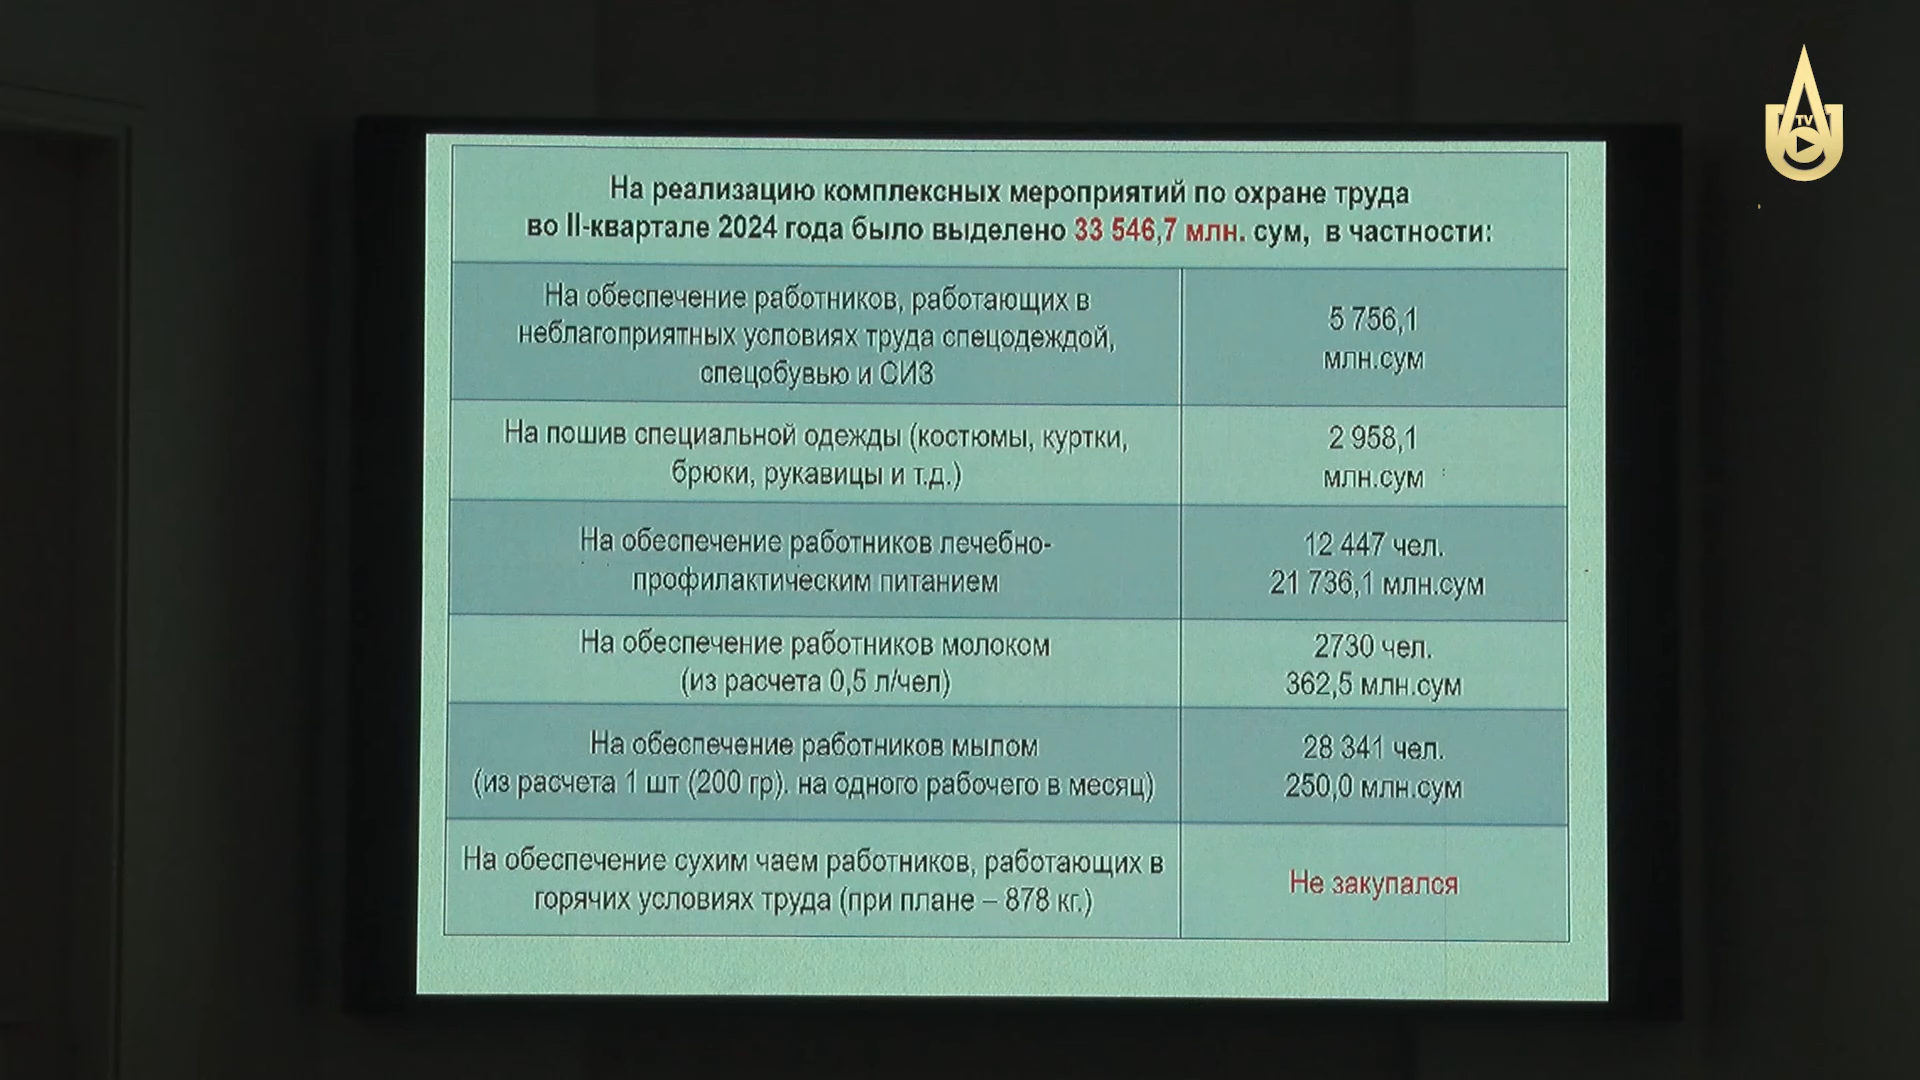 TV
На реализацию комплексных мероприятий по охране труда
во II-квартале 2024 года было выделено 33 546,7 млн. сум, в частности:
На обеспечение работников, работающих в
неблагоприятных условиях труда спецодеждой,
спецобувью и СИЗ
5 756,1
млн.сум
На пошив специальной одежды (костюмы, куртки,
брюки, рукавицы и т.д.)
2 958,1
млн.сум
На обеспечение работников лечебно-
профилактическим питанием
12 447 чел.
21 736,1 млн.сум
На обеспечение работников молоком
(из расчета 0,5 л/чел)
2730 чел.
362,5 млн.сум
На обеспечение работников мылом
(из расчета 1 шт (200 гр). на одного рабочего в месяц)
28 341 чел.
250,0 млн.сум
На обеспечение сухим чаем работников, работающих в
горячих условиях труда (при плане – 878 кг.)
Не закупался